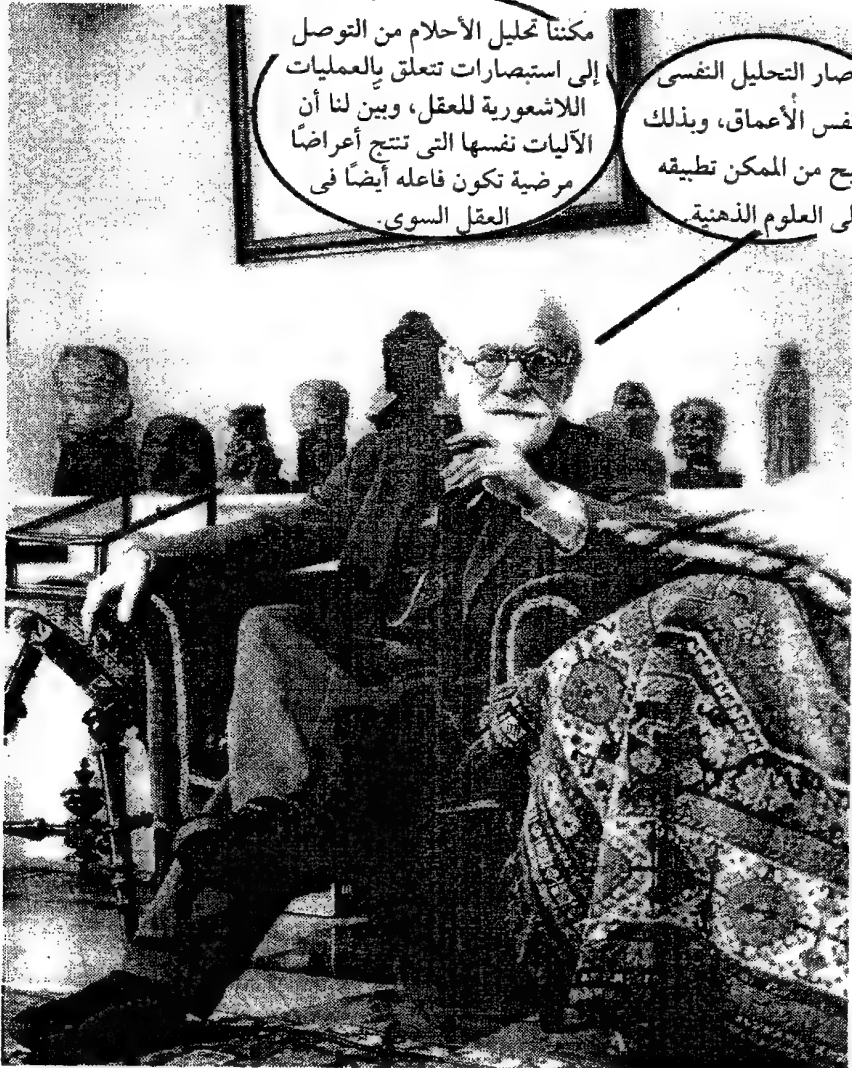 مكننا تحليل الأحلام من التوصل
إلى استبصارات تتعلق بالعمليات
اللاشعورية للعقل، وبين لنا أن
الآليات نفسها التى تنتج أعراضًا
مرضية تكون فاعله أيضًا فى
العقل السوى.
صار التحليل النفسى
نفس الأعماق، وبذلك
بح من الممكن تطبيقه
لى العلوم الذهنية.